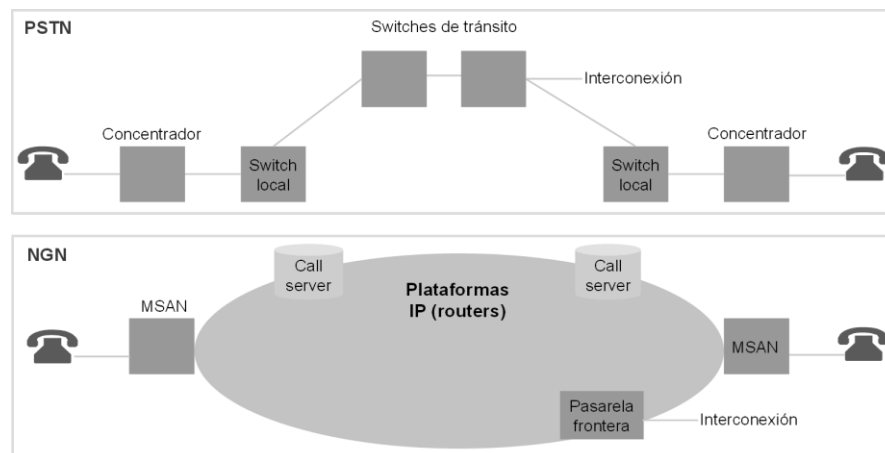 PSTN
Switches de tránsito
Interconexión
Concentrador
Switch
local
Switch
local
Concentrador
NGN
Call
server
Call
server
Plataformas
IP (routers)
MSAN
MSAN
Pasarela
frontera
Interconexión